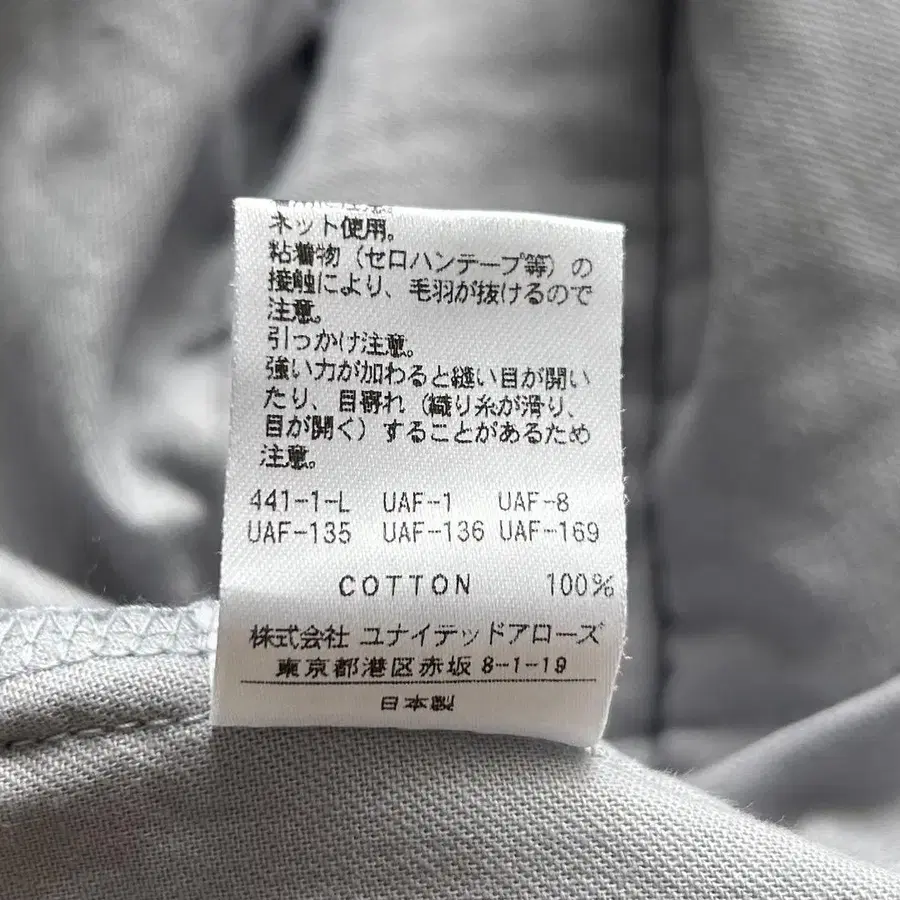 ネット使用。
粘着物（セロハンテープ等）の
接触により、毛羽が抜けるので
注意。
引っかけ注意。
強い力が加わると縫い目が開い
たり、目寄れ（織り糸が滑り、
目が開く）することがあるため
注意。
441-1-L UAF-1 UAF-8
UAF-135 UAF-136 UAF-169
COTTON 100%
株式会社 ユナイテッドアローズ
東京都港区赤坂8-1-19
日本製